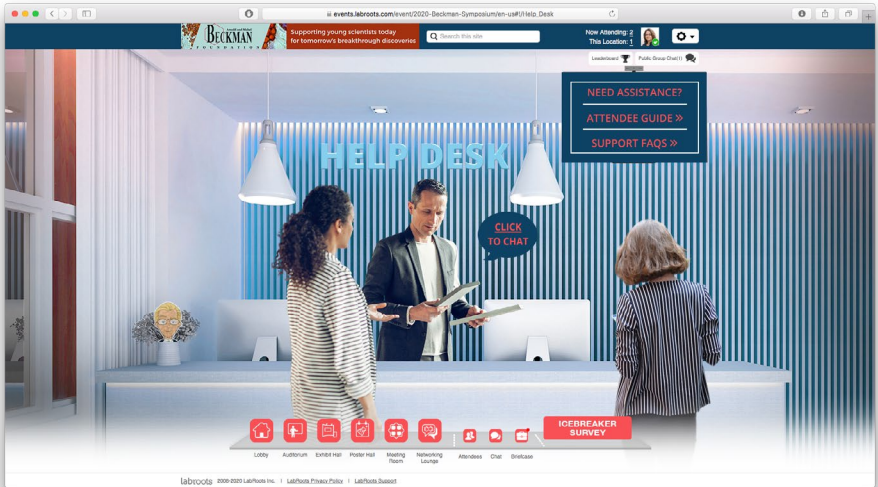 events.labroots.com/event/2020-Beckman-Symposium/en-us#!/Help_Desk
BECKMAN
FOUNDATION
Supporting young scientists today
for tomorrow's breakthrough discoveries
Search this site
Now Attending: 2
This Location: 1
Leaderboard
Public Group Chat(1)
NEED ASSISTANCE?
ATTENDEE GUIDE »
SUPPORT FAQS »
HELP DESK
CLICK
TO CHAT
ICEBREAKER
SURVEY
Lobby
Auditorium
Exhibit Hall
Poster Hall
Meeting
Room
Networking
Lounge
Attendees
Chat
Briefcase
labroots 2008-2020 LabRoots Inc. | LabRoots Privacy Policy | LabRoots Support